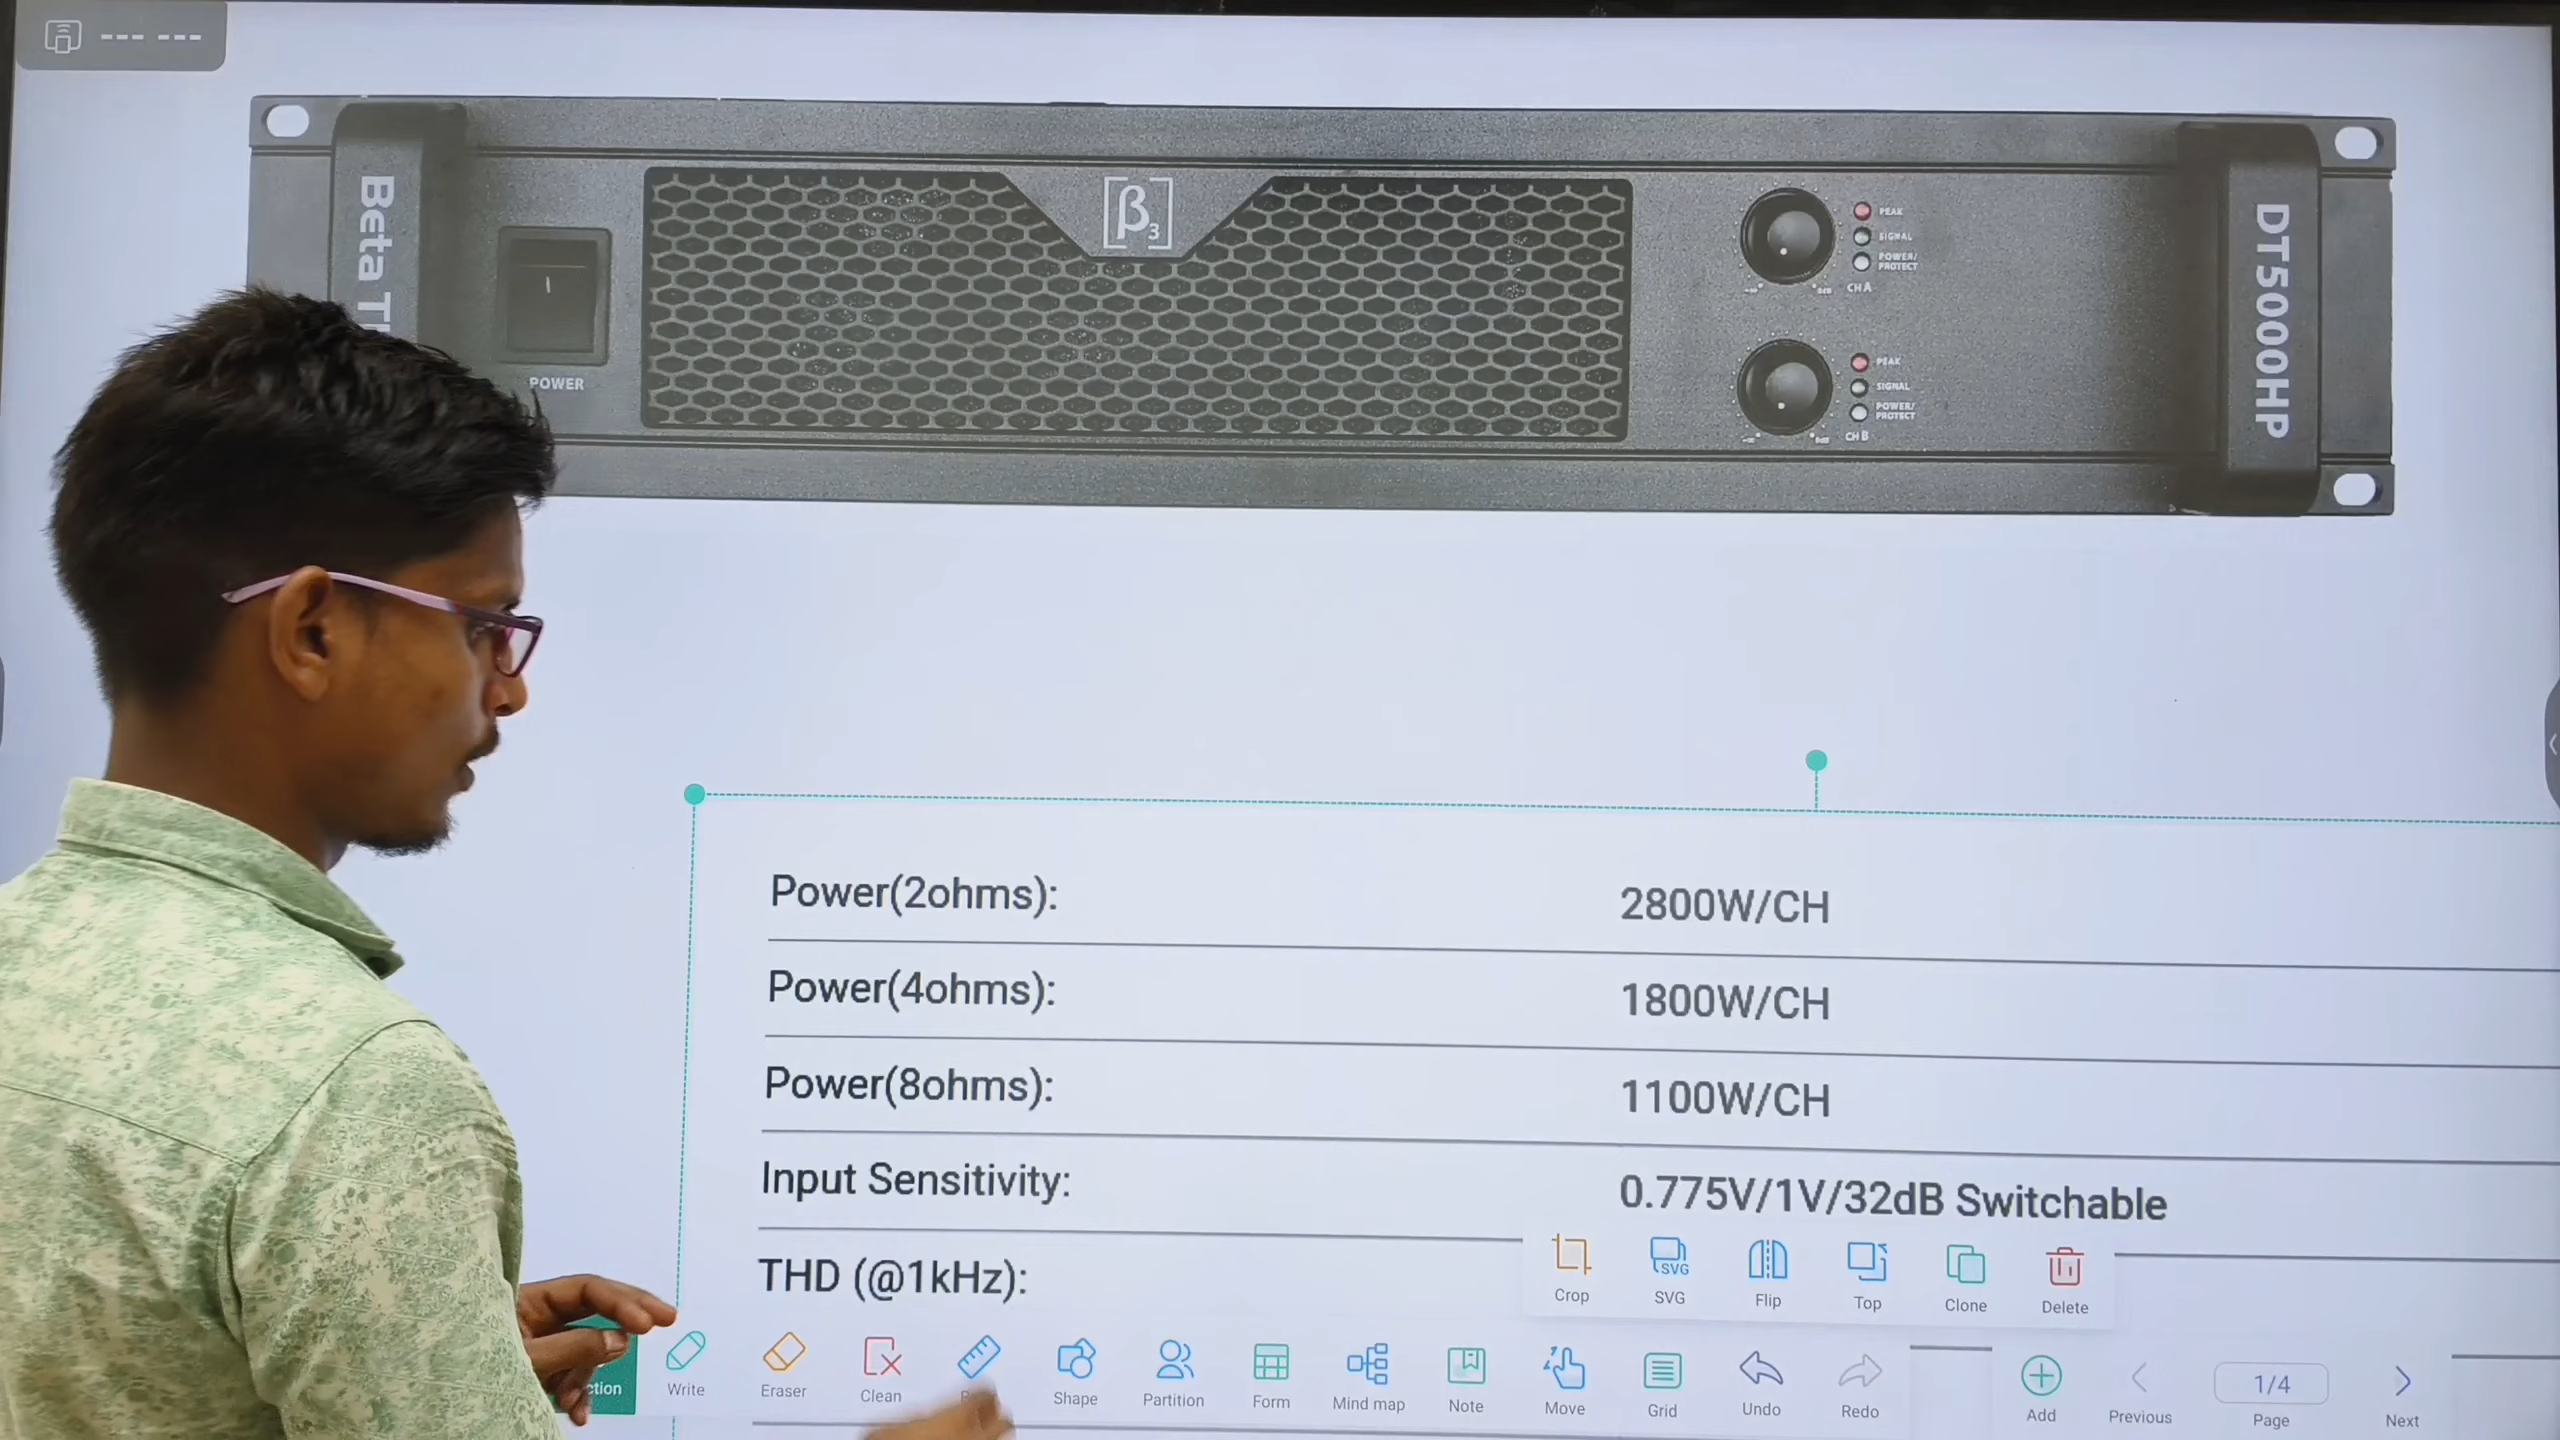 --- ---
Beta T
POWER
[β3]
PEAK
SIGNAL
POWER/
PROTECT
CH A
PEAK
SIGNAL
POWER/
PROTECT
CH B
DT5000HP
Power(2ohms): 2800W/CH
Power(4ohms): 1800W/CH
Power(8ohms): 1100W/CH
Input Sensitivity: 0.775V/1V/32dB Switchable
THD (@1kHz):
Crop SVG Flip Top Clone Delete
ction Write Eraser Clean Shape Partition Form Mind map Note Move Grid Undo Redo Add Previous 1/4 Page Next